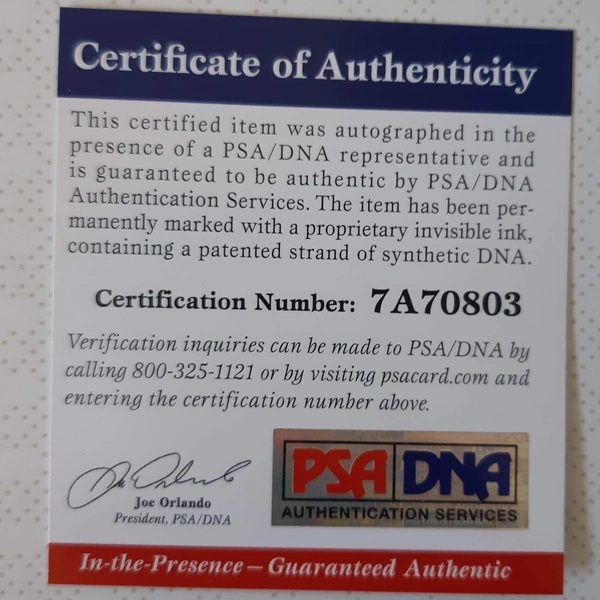 Certificate of Authenticity
This certified item was autographed in the
presence of a PSA/DNA representative and
is guaranteed to be authentic by PSA/DNA
Authentication Services. The item has been per-
manently marked with a proprietary invisible ink,
containing a patented strand of synthetic DNA.
Certification Number: 7A70803
Verification inquiries can be made to PSA/DNA by
calling 800-325-1121 or by visiting psacard.com and
entering the certification number above.
PSA DNA
AUTHENTICATION SERVICES
Joe Orlando
President, PSA/DNA
In-the-Presence – Guaranteed Authentic